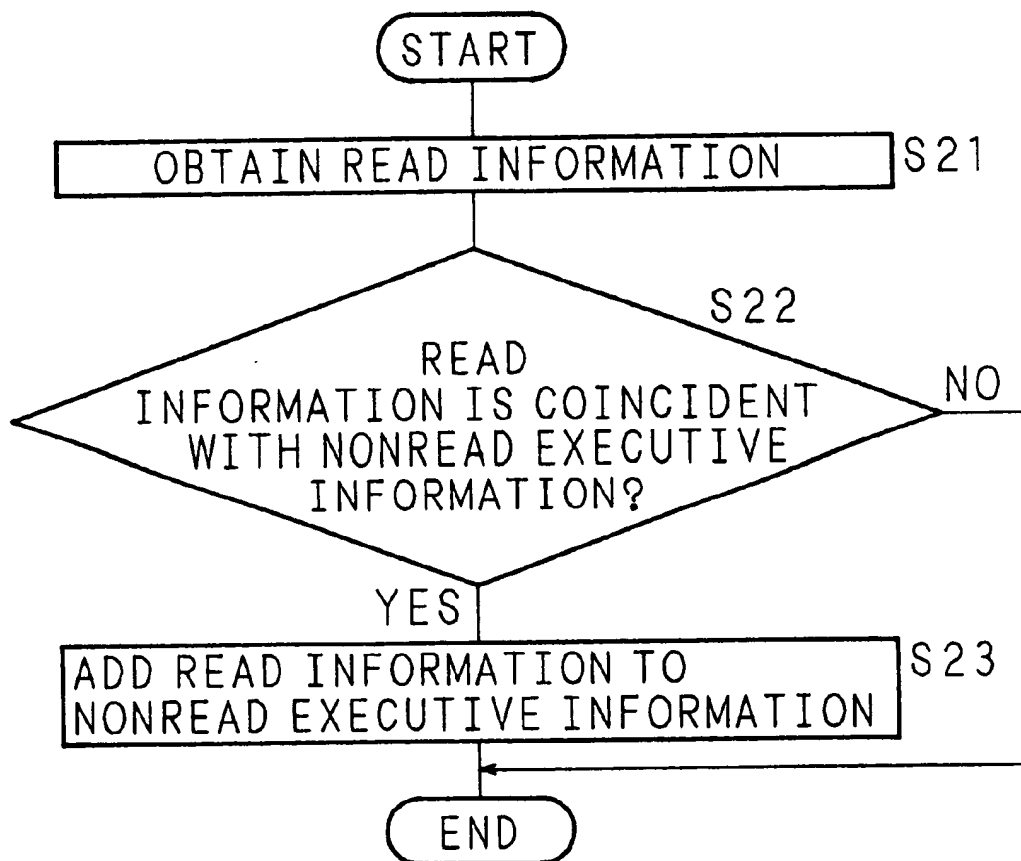 START
OBTAIN READ INFORMATION
S21
S22
READ
INFORMATION IS COINCIDENT
WITH NONREAD EXECUTIVE
INFORMATION?
NO
YES
ADD READ INFORMATION TO
NONREAD EXECUTIVE INFORMATION
S23
END